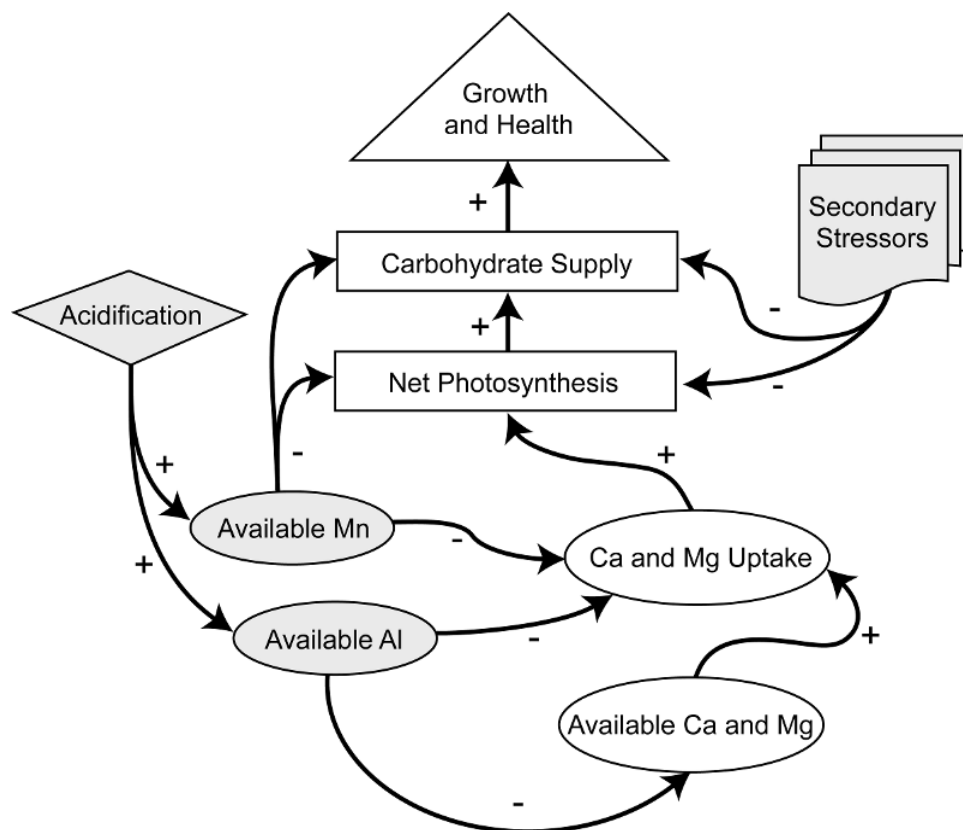 Growth
and Health
+
Secondary
Stressors
Carbohydrate Supply
Acidification
-
+
Net Photosynthesis
-
+
-
+
Available Mn
-
Ca and Mg Uptake
+
Available Al
-
+
Available Ca and Mg
-